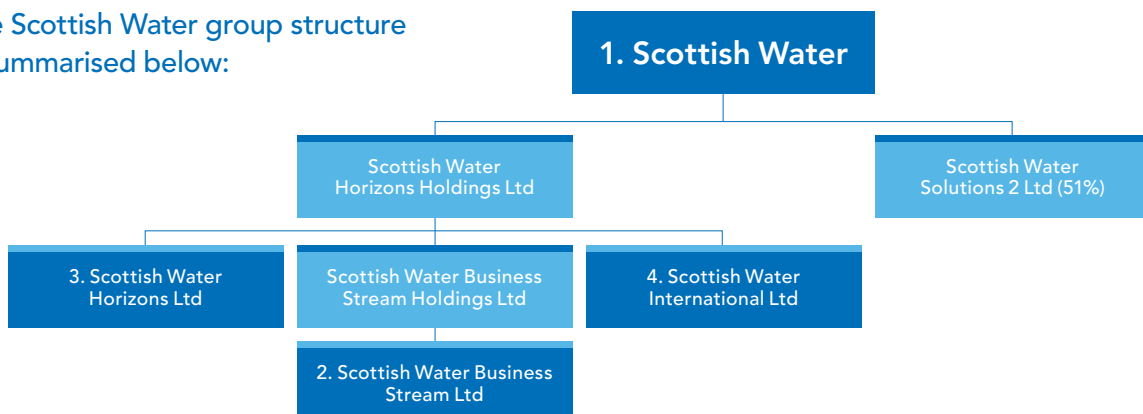 Scottish Water group structure
summarised below:
1. Scottish Water
Scottish Water
Horizons Holdings Ltd
Scottish Water
Solutions 2 Ltd (51%)
3. Scottish Water
Horizons Ltd
Scottish Water Business
Stream Holdings Ltd
4. Scottish Water
International Ltd
2. Scottish Water Business
Stream Ltd